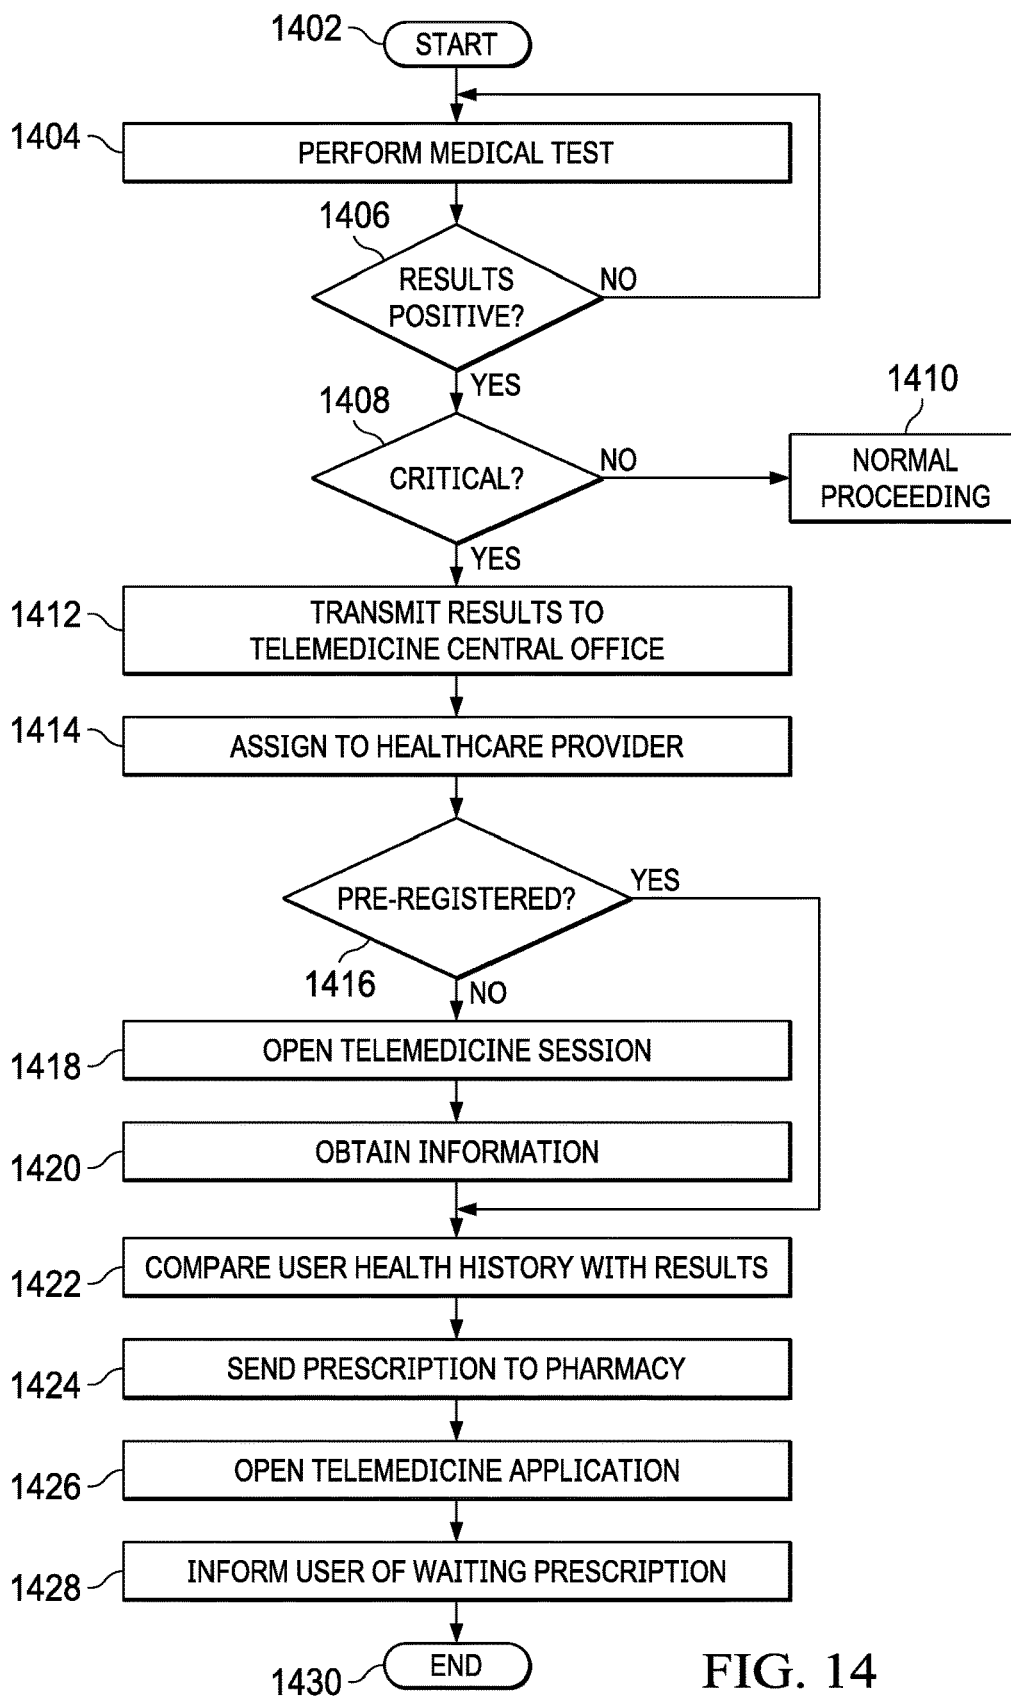 1402
START
1404
PERFORM MEDICAL TEST
1406
RESULTS
POSITIVE?
NO
YES
1408
CRITICAL?
NO
1410
NORMAL
PROCEEDING
YES
1412
TRANSMIT RESULTS TO
TELEMEDICINE CENTRAL OFFICE
1414
ASSIGN TO HEALTHCARE PROVIDER
PRE-REGISTERED?
YES
1416
NO
1418
OPEN TELEMEDICINE SESSION
1420
OBTAIN INFORMATION
1422
COMPARE USER HEALTH HISTORY WITH RESULTS
1424
SEND PRESCRIPTION TO PHARMACY
1426
OPEN TELEMEDICINE APPLICATION
1428
INFORM USER OF WAITING PRESCRIPTION
1430
END
FIG. 14